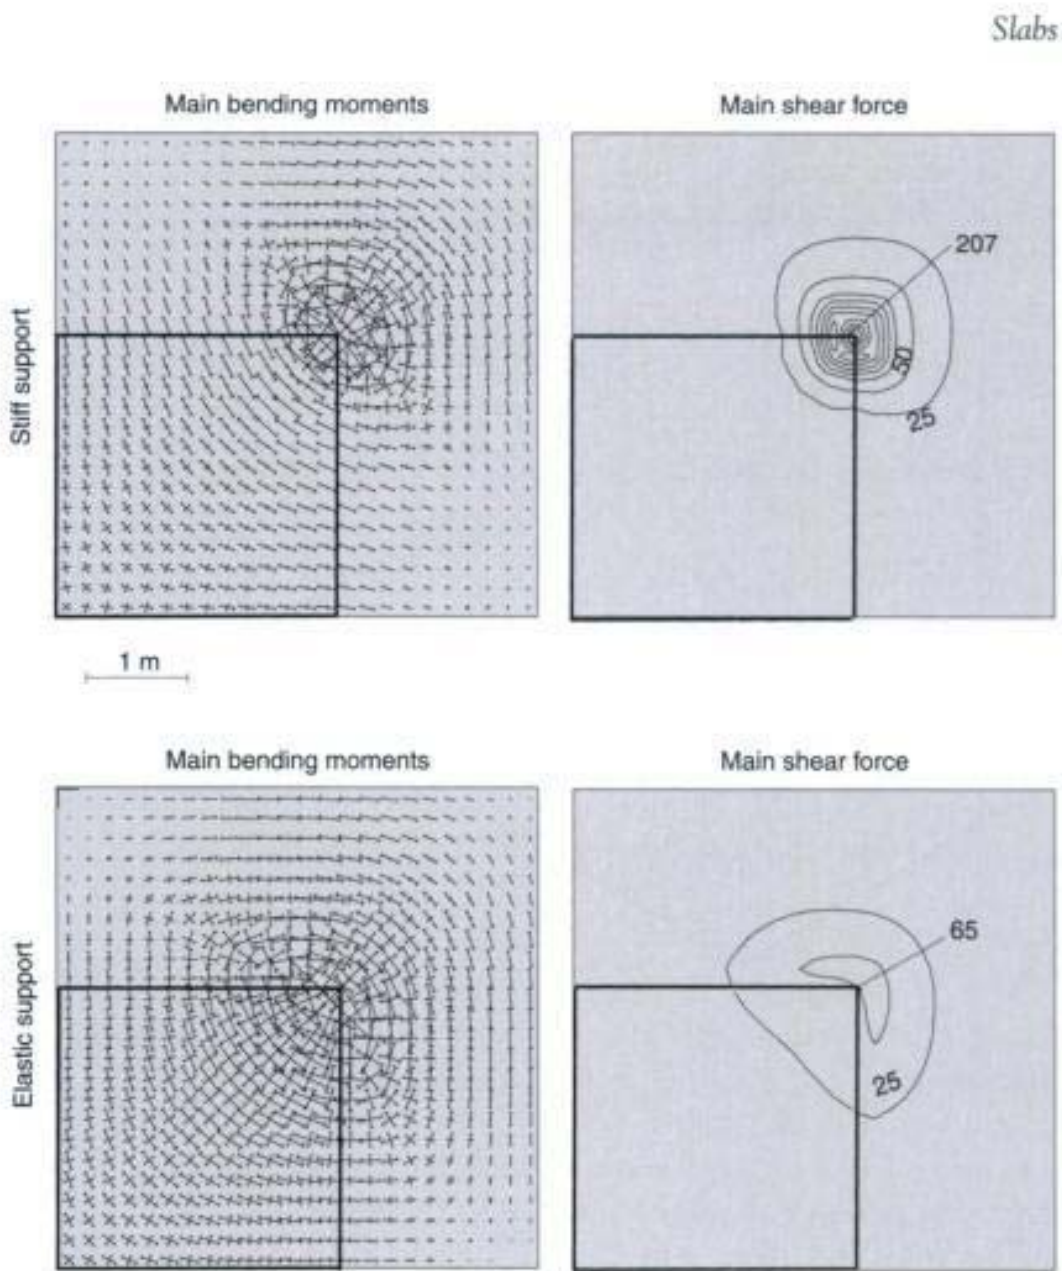 Slabs
Main bending moments
Main shear force
Stiff support
207
50
25
1 m
Main bending moments
Main shear force
Elastic support
65
25